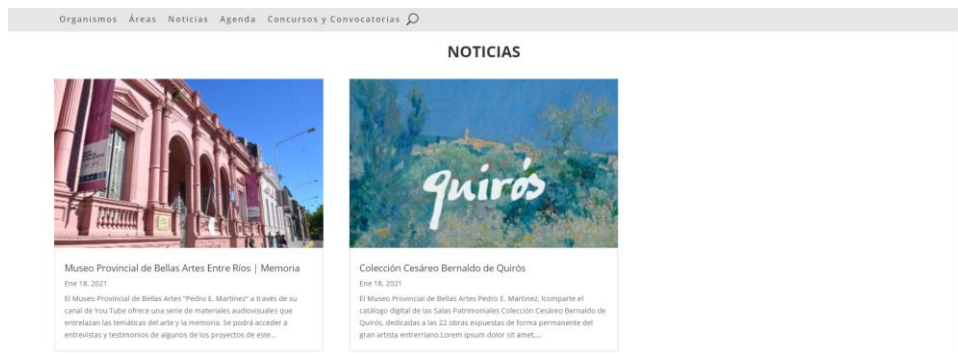 Organismos Áreas Noticias Agenda Concursos y Convocatorias
NOTICIAS
quirós
Museo Provincial de Bellas Artes Entre Ríos | Memoria
Ene 18, 2021
El Museo Provincial de Bellas Artes "Pedro E. Martínez" a través de su
canal de You Tube ofrece una serie de materiales audiovisuales que
entrelazan las temáticas del arte y la memoria. Se podrá acceder a
entrevistas y testimonios de algunos de los proyectos de este...
Colección Cesáreo Bernaldo de Quirós
Ene 18, 2021
El Museo Provincial de Bellas Artes Pedro E. Martinez, lcomparte el
catálogo digital de las Salas Patrimoniales Colección Cesáreo Bernaldo de
Quirós, dedicadas a las 22 obras expuestas de forma permanente del
gran artista entrerriano.Lorem ipsum dolor sit amet,...